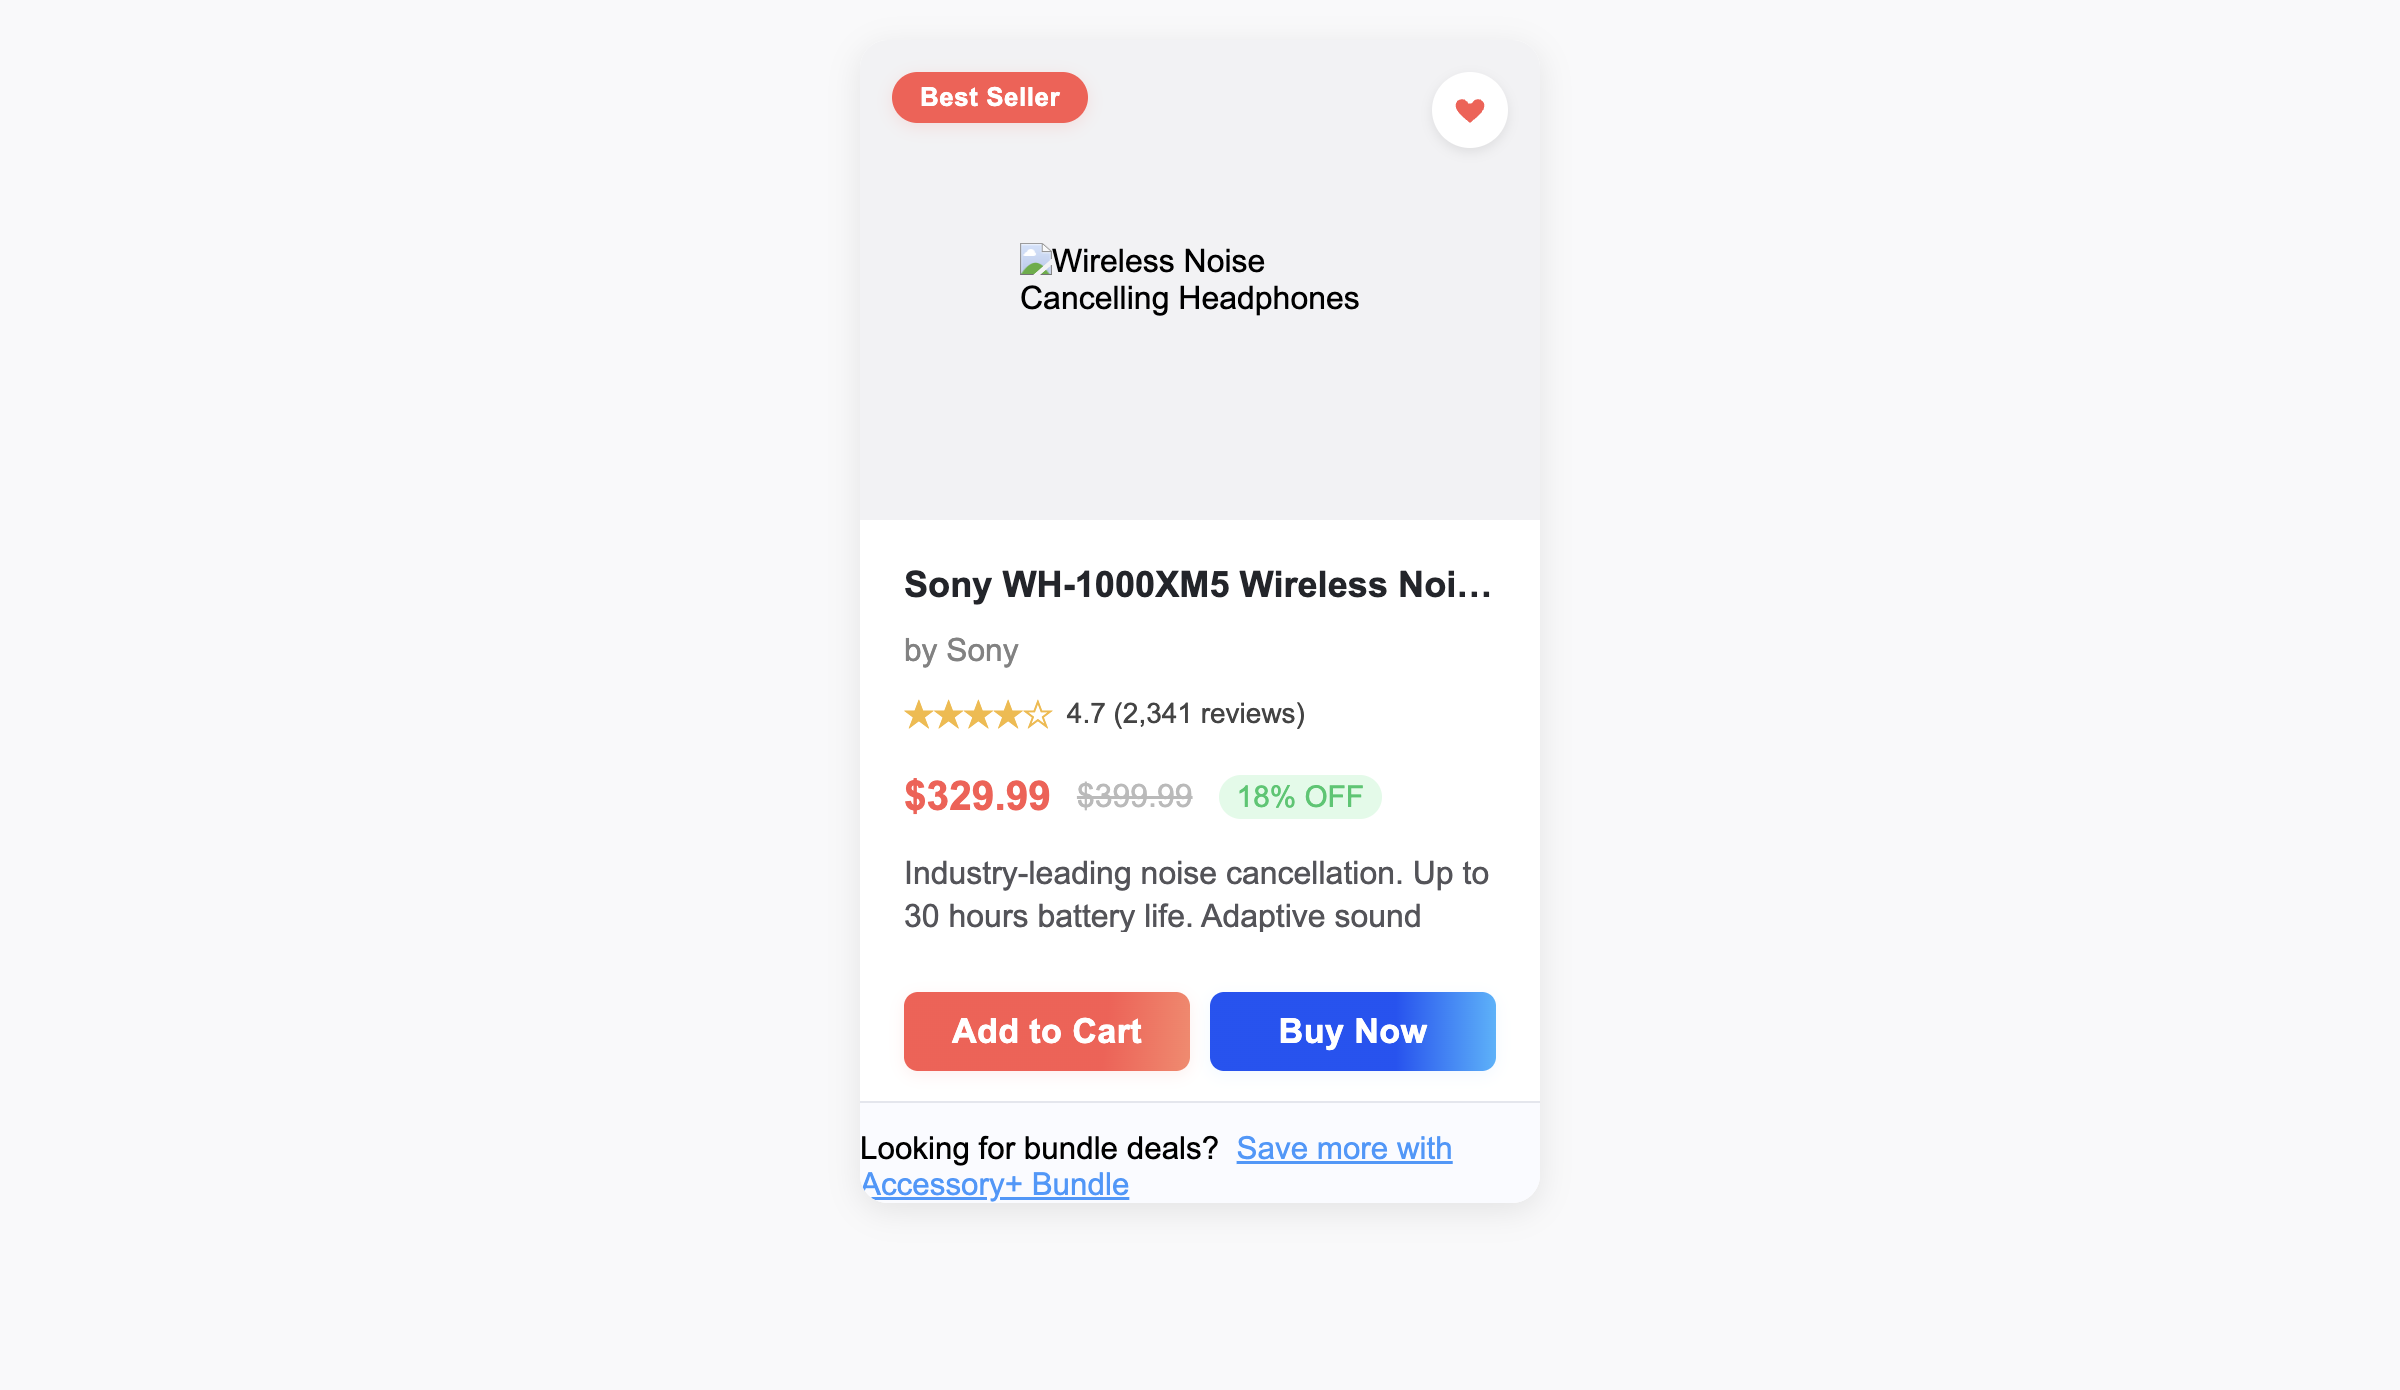 Best Seller
Wireless Noise
Cancelling Headphones
Sony WH-1000XM5 Wireless Noi…
by Sony
★★★★☆ 4.7 (2,341 reviews)
$329.99 $399.99 18% OFF
Industry-leading noise cancellation. Up to
30 hours battery life. Adaptive sound
Add to Cart Buy Now
Looking for bundle deals? Save more with
Accessory+ Bundle